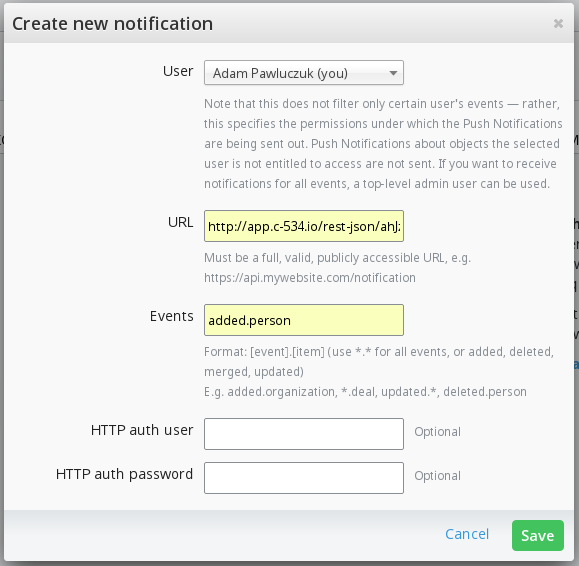 Create new notification ×
User Adam Pawluczuk (you)
Note that this does not filter only certain user's events — rather,
this specifies the permissions under which the Push Notifications
are being sent out. Push Notifications about objects the selected
user is not entitled to access are not sent. If you want to receive
notifications for all events, a top-level admin user can be used.
URL http://app.c-534.io/rest-json/ahJz
Must be a full, valid, publicly accessible URL, e.g.
https://api.mywebsite.com/notification
Events added.person
Format: [event].[item] (use *.* for all events, or added, deleted,
merged, updated)
E.g. added.organization, *.deal, updated.*, deleted.person
HTTP auth user Optional
HTTP auth password Optional
Cancel Save